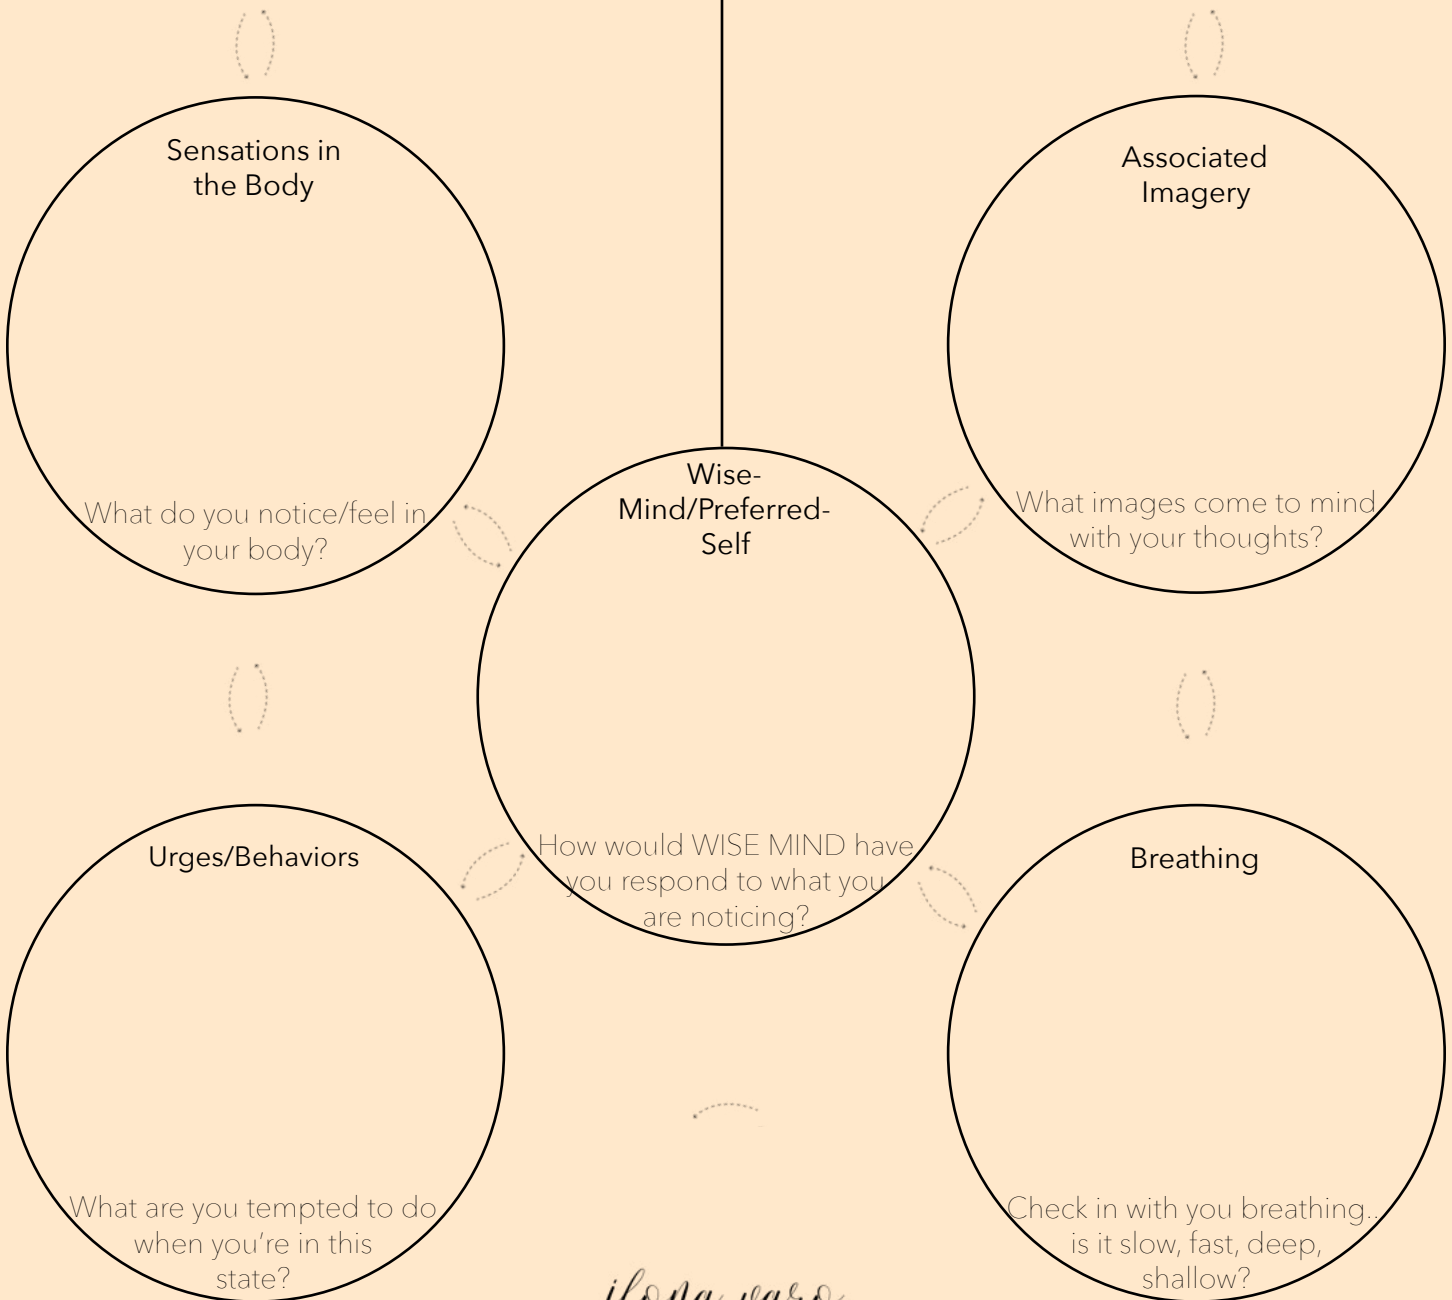 Sensations in
the Body
What do you notice/feel in
your body?
Associated
Imagery
What images come to mind
with your thoughts?
Wise-
Mind/Preferred-
Self
How would WISE MIND have
you respond to what you
are noticing?
Urges/Behaviors
What are you tempted to do
when you're in this
state?
Breathing
Check in with you breathing..
is it slow, fast, deep,
shallow?
ilona varo